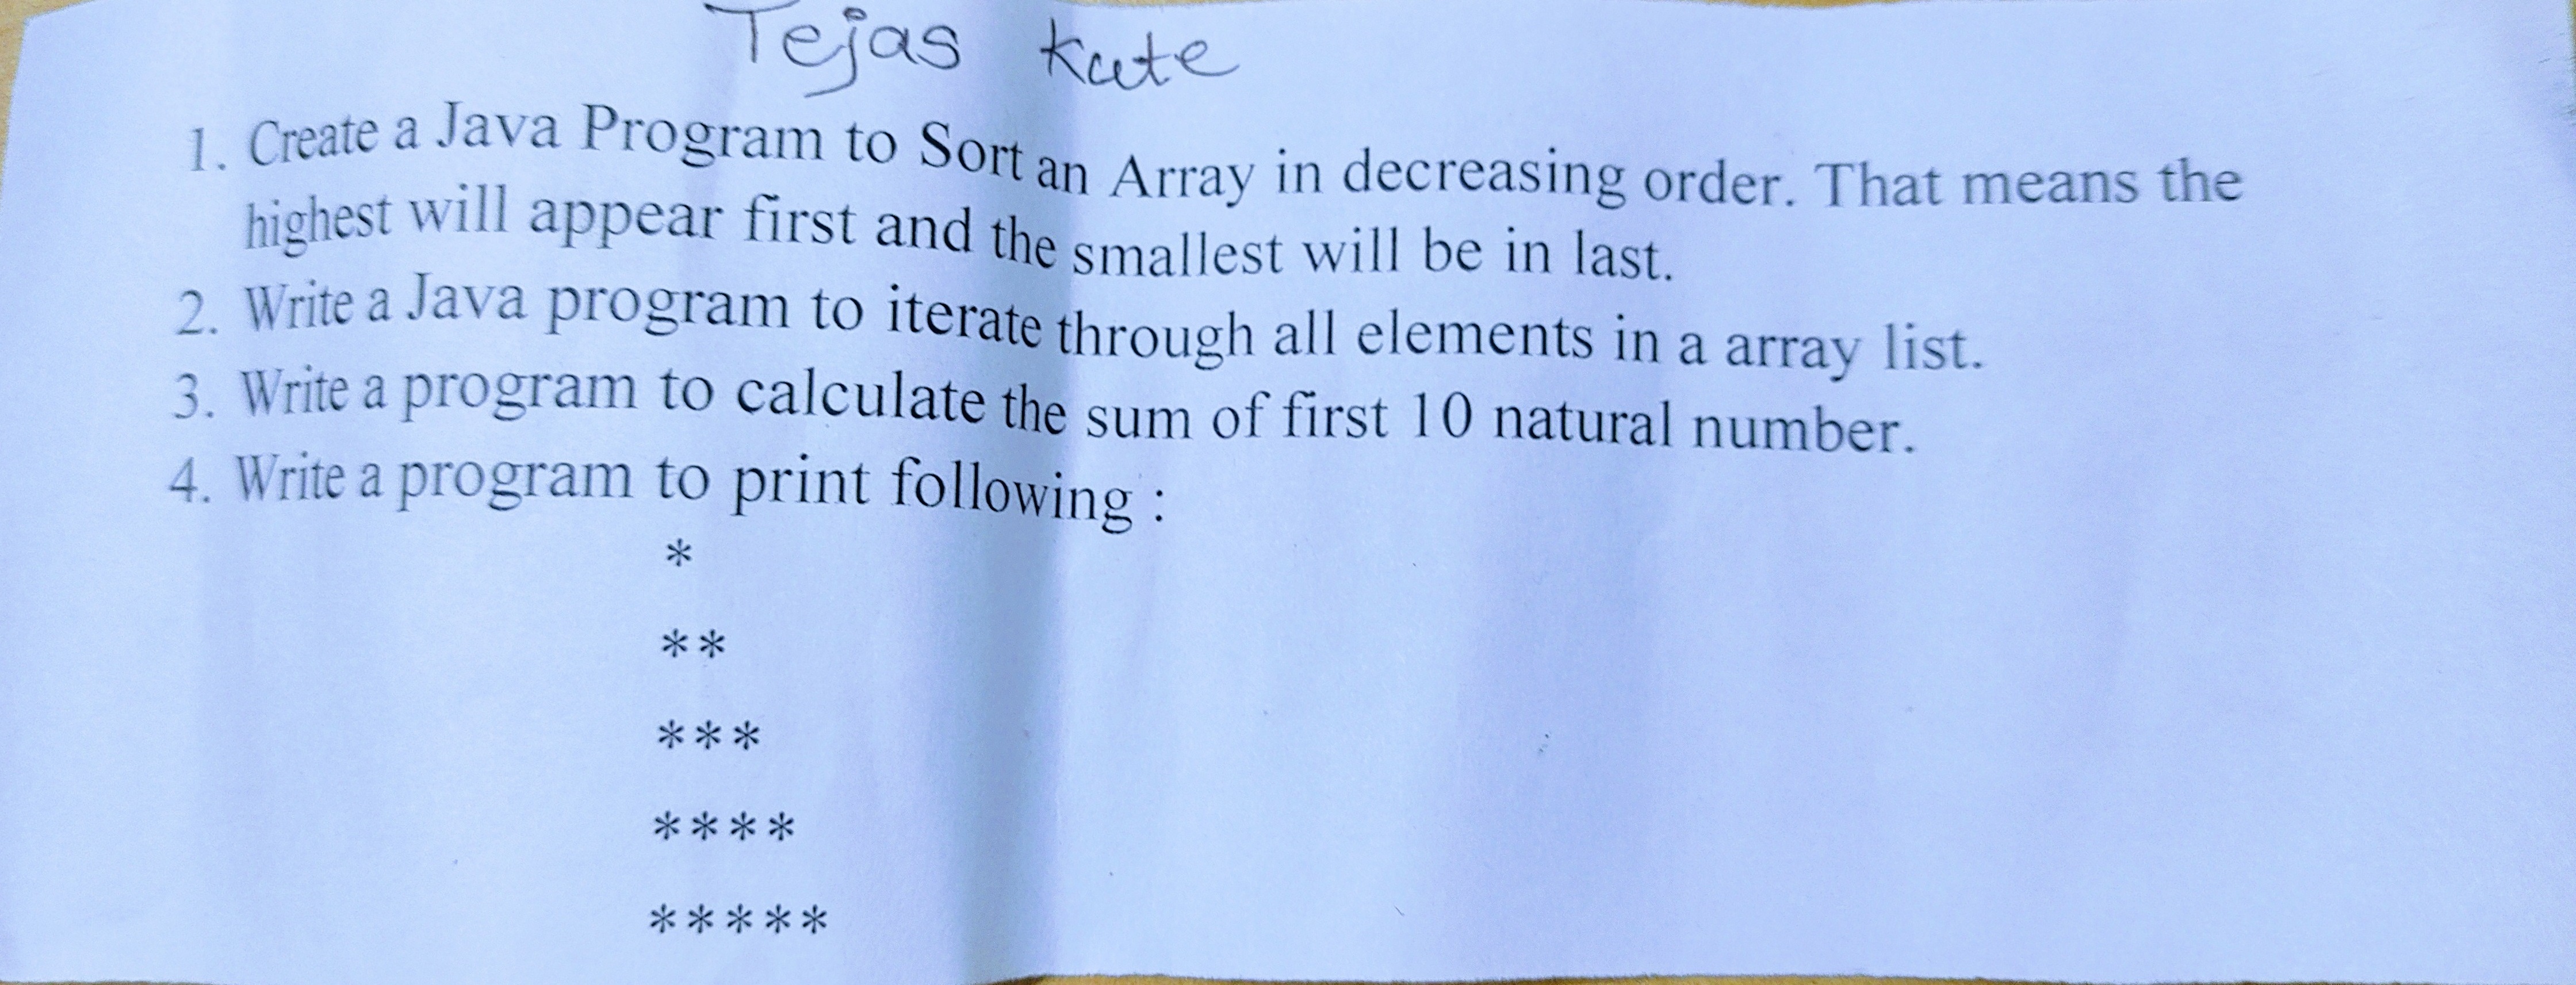 Tejas Kute
1. Create a Java Program to Sort an Array in decreasing order. That means the
highest will appear first and the smallest will be in last.
2. Write a Java program to iterate through all elements in a array list.
3. Write a program to calculate the sum of first 10 natural number.
4. Write a program to print following :
*
**
***
****
*****